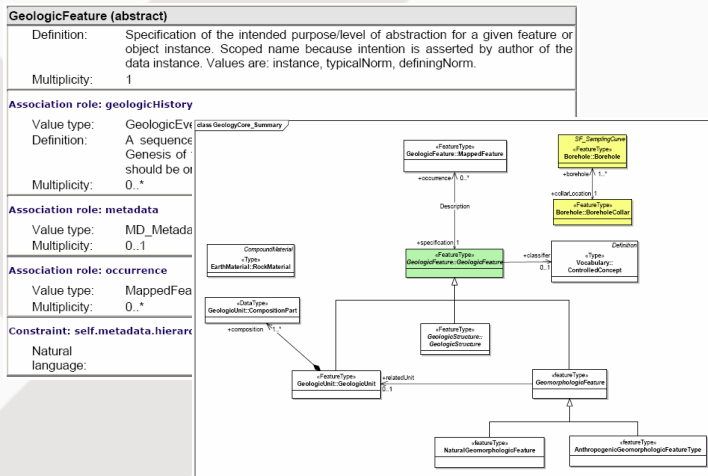 GeologicFeature (abstract)
Definition: Specification of the intended purpose/level of abstraction for a given feature or
object instance. Scoped name because intention is asserted by author of the
data instance. Values are: instance, typicalNorm, definingNorm.
Multiplicity: 1
Association role: geologicHistory
Value type: GeologicEve
Definition: A sequence
Genesis of
should be or
Multiplicity: 0..*
Association role: metadata
Value type: MD_Metada
Multiplicity: 0..1
Association role: occurrence
Value type: MappedFea
Multiplicity: 0..*
Constraint: self.metadata.hierarc
Natural
language:
class GeologyCore_Summary
«FeatureType»
GeologicFeature::MappedFeature
+occurrence 0..*
Description
+specification 1
«FeatureType»
GeologicFeature::GeologicFeature
+classifier
0..1
SF_SamplingCurve
«FeatureType»
Borehole::Borehole
+borehole 1..*
+collarLocation 1
«FeatureType»
Borehole::BoreholeCollar
Definition
«Type»
Vocabulary::
ControlledConcept
CompoundMaterial
«Type»
EarthMaterial::RockMaterial
«DataType»
GeologicUnit::CompositionPart
+composition 1..*
«FeatureType»
GeologicStructure::
GeologicStructure
«FeatureType»
GeologicUnit::GeologicUnit
+relatedUnit
0..1
«featureType»
GeomorphologicFeature
«featureType»
NaturalGeomorphologicFeature
«featureType»
AnthropogenicGeomorphologicFeatureType